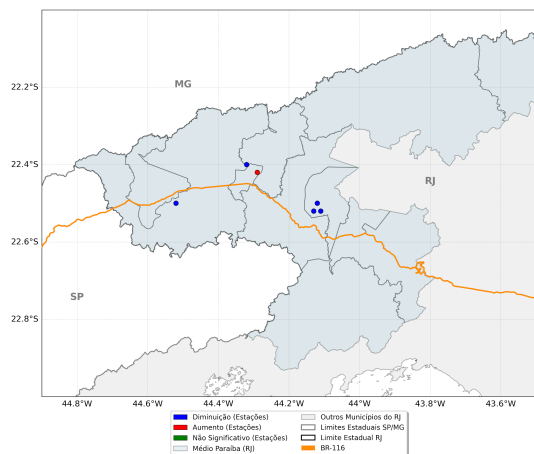 MG
22.2°S
22.4°S
RJ
22.6°S
SP
22.8°S
44.8°W 44.6°W 44.4°W 44.2°W 44°W 43.8°W 43.6°W
Diminuição (Estações) Outros Municípios do RJ
Aumento (Estações) Limites Estaduais SP/MG
Não Significativo (Estações) Limite Estadual RJ
Médio Paraíba (RJ) BR-116